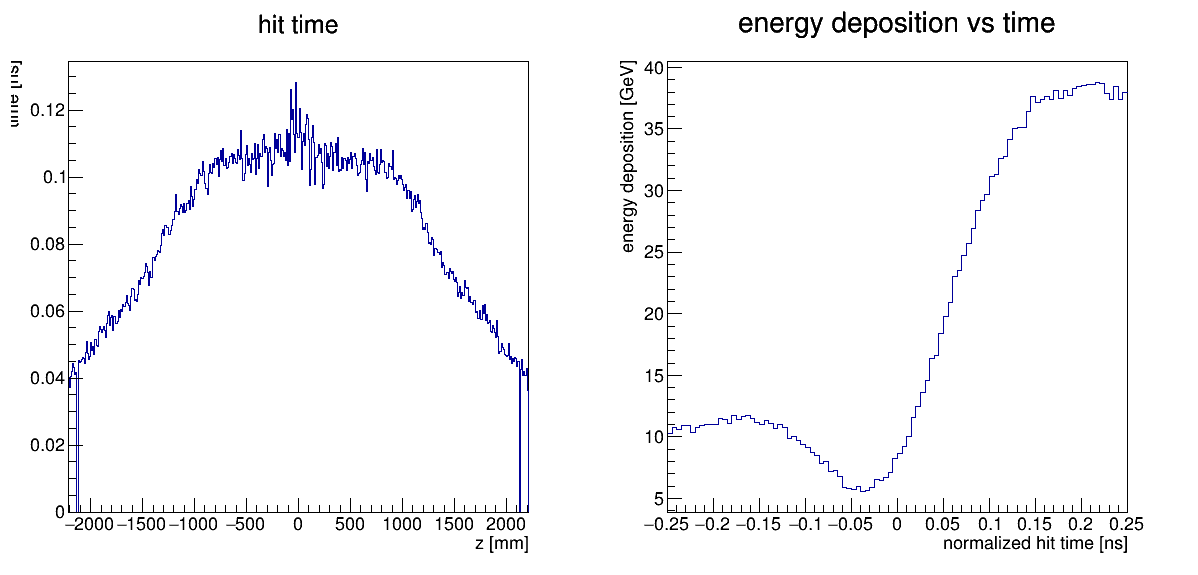 hit time
time [ns]
0.12
0.1
0.08
0.06
0.04
0.02
0
−2000 −1500 −1000 −500 0 500 1000 1500 2000
z [mm]
energy deposition vs time
energy deposition [GeV]
40
35
30
25
20
15
10
5
−0.25 −0.2 −0.15 −0.1 −0.05 0 0.05 0.1 0.15 0.2 0.25
normalized hit time [ns]